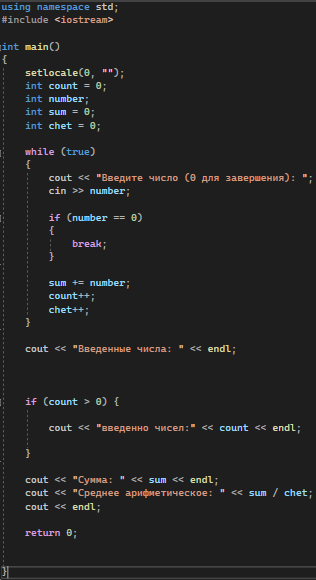 using namespace std;
#include <iostream>
int main()
{
setlocale(0, "");
int count = 0;
int number;
int sum = 0;
int chet = 0;
while (true)
{
cout << "Введите число (0 для завершения): ";
cin >> number;
if (number == 0)
{
break;
}
sum += number;
count++;
chet++;
}
cout << "Введенные числа: " << endl;
if (count > 0) {
cout << "введенно чисел:" << count << endl;
}
cout << "Сумма: " << sum << endl;
cout << "Среднее арифметическое: " << sum / chet;
cout << endl;
return 0;
}